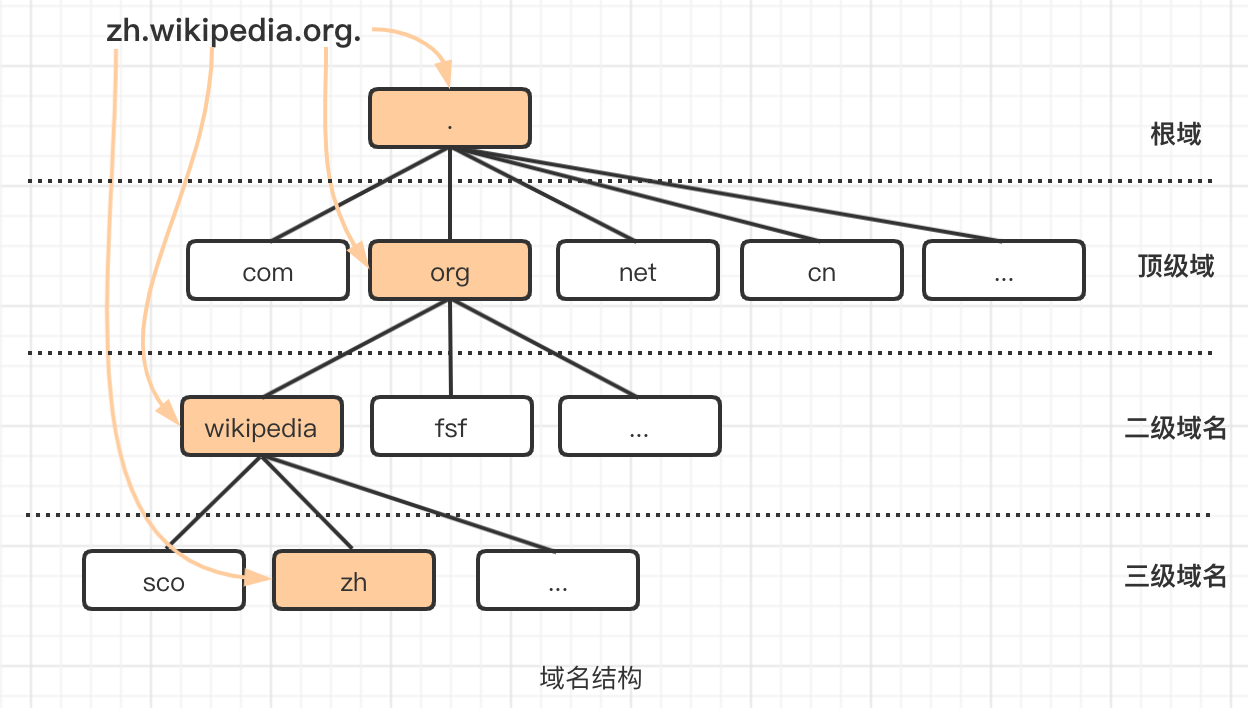 zh.wikipedia.org.
.
根域
com
org
net
cn
...
顶级域
wikipedia
fsf
...
二级域名
sco
zh
...
三级域名
域名结构